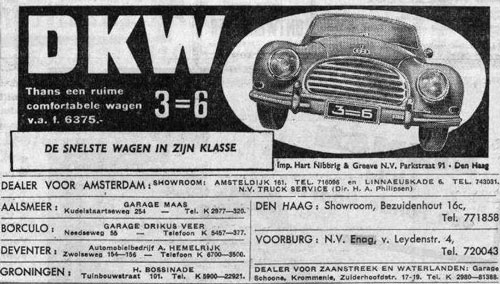 DKW
Thans een ruime
comfortabele wagen
v.a. f. 6375.-
3=6
3=6
DE SNELSTE WAGEN IN ZIJN KLASSE
Imp. Hart Nibbrig & Greeve N.V. Parkstraat 91 - Den Haag
DEALER VOOR AMSTERDAM: SHOWROOM: AMSTELDIJK 161, TEL. 716098 en LINNAEUSKADE 6, TEL. 743081.
N.V. TRUCK SERVICE (Dir. H. A. Philipsen)
AALSMEER: GARAGE MAAS
Kudelstaartseweg 254 — Tel. K 2977-320.
BORCULO: GARAGE DRIKUS VEER
Needseweg 55 — Telefoon K 5457-377.
DEVENTER: Automobielbedrijf A. HEMELRIJK
Zwolseweg 154—156 — Telefoon K 6700-3500.
GRONINGEN: H. BOSSINADE
Tuinbouwstraat 101. Tel. K 5900-22921.
DEN HAAG: Showroom, Bezuidenhout 16c,
Tel. 771858
VOORBURG: N.V. Enag, v. Leydenstr. 4,
Tel. 720043
DEALER VOOR ZAANSTREEK EN WATERLANDEN: Garage
Schoone, Krommenie, Zuiderhoofdstr. 17-19. Tel. K 2980-81388.